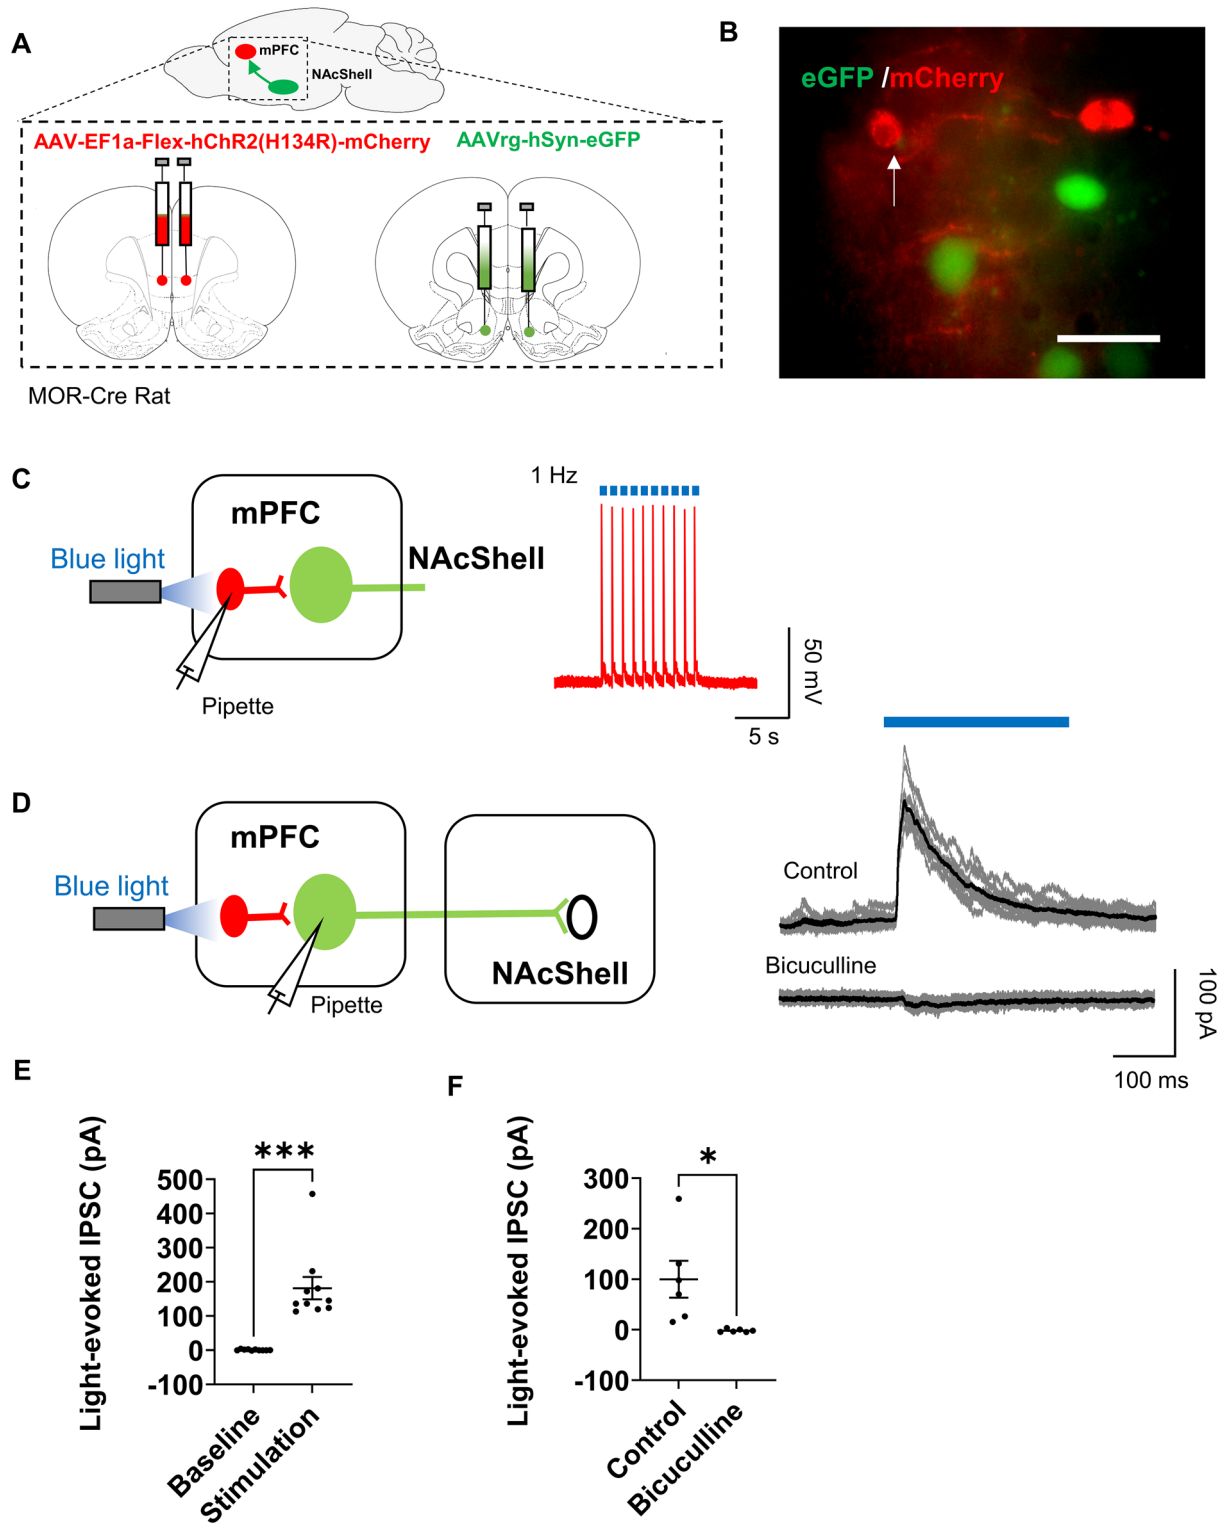 A
mPFC
NAcShell
AAV-EF1a-Flex-hChR2(H134R)-mCherry
AAVrg-hSyn-eGFP
MOR-Cre Rat
B
eGFP /mCherry
C
mPFC
Blue light
NAcShell
Pipette
1 Hz
50 mV
5 s
D
mPFC
Blue light
NAcShell
Pipette
Control
Bicuculline
100 pA
100 ms
E
Light-evoked IPSC (pA)
***
500
400
300
200
100
0
-100
Baseline
Stimulation
F
Light-evoked IPSC (pA)
*
300
200
100
0
-100
Control
Bicuculline